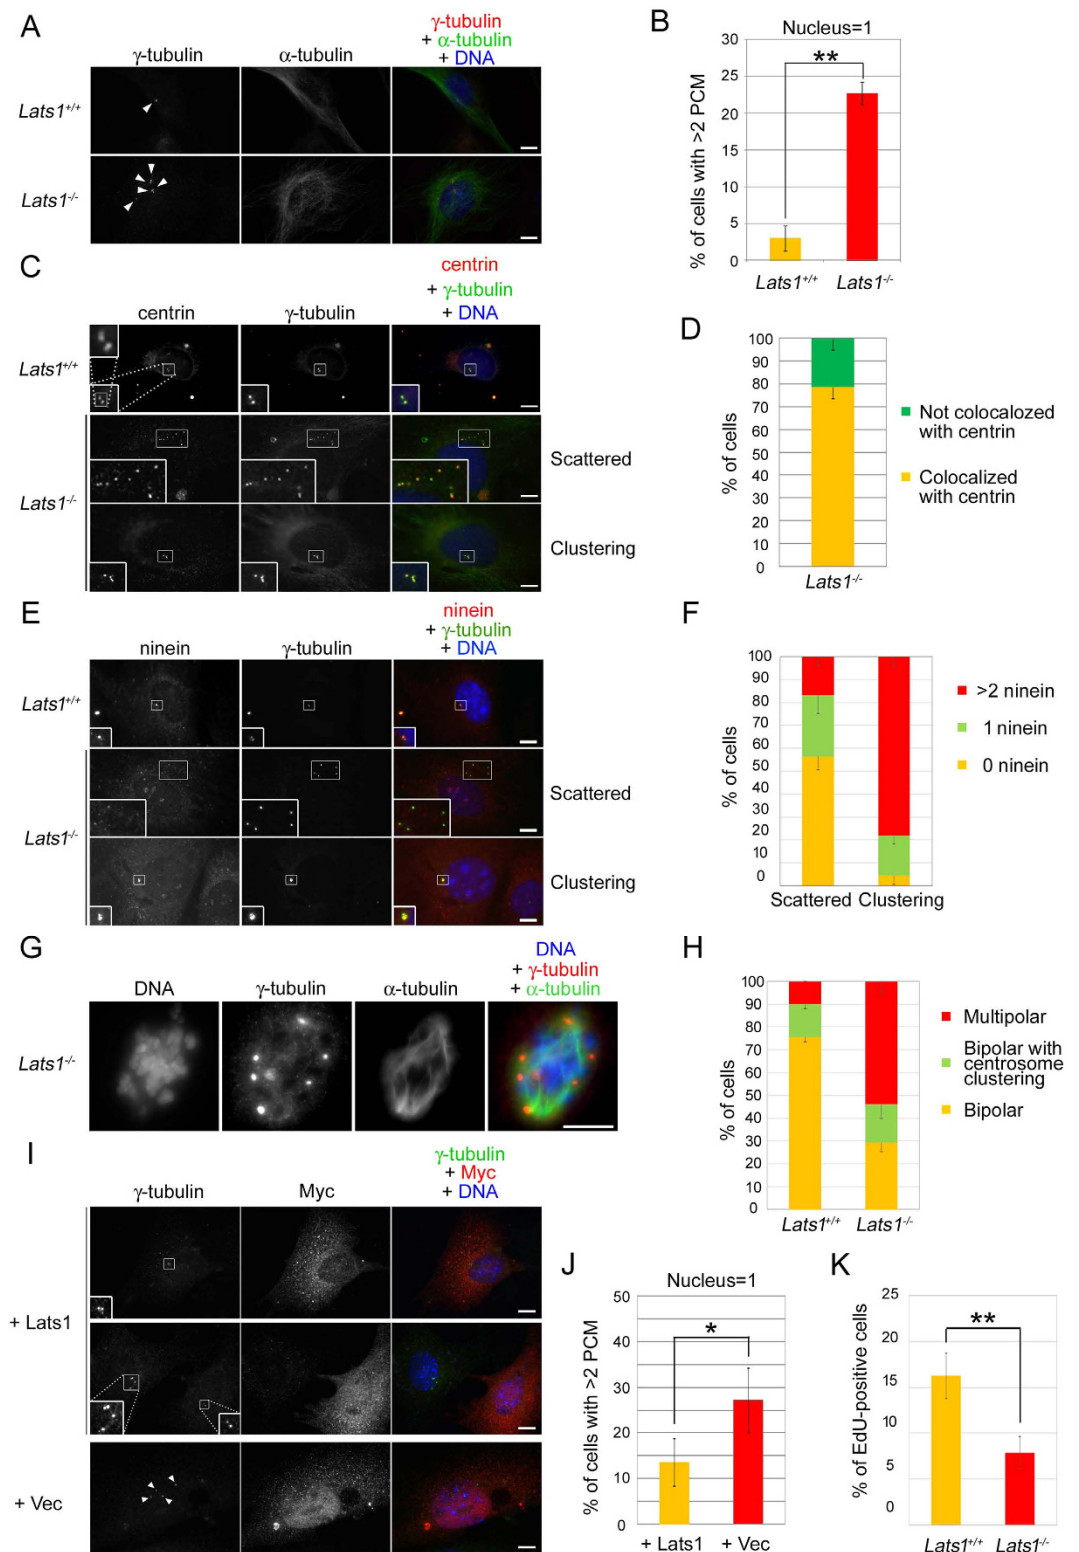 A
γ-tubulin
α-tubulin
γ-tubulin
+ α-tubulin
+ DNA
Lats1+/+
Lats1-/-
B
Nucleus=1
**
% of cells with >2 PCM
30
25
20
15
10
5
0
Lats1+/+
Lats1-/-
C
centrin
γ-tubulin
centrin
+ γ-tubulin
+ DNA
Lats1+/+
Lats1-/-
Scattered
Clustering
D
% of cells
100
90
80
70
60
50
40
30
20
10
0
Lats1-/-
Not colocalozed
with centrin
Colocalized
with centrin
E
ninein
γ-tubulin
ninein
+ γ-tubulin
+ DNA
Lats1+/+
Lats1-/-
Scattered
Clustering
F
% of cells
100
90
80
70
60
50
40
30
20
10
0
Scattered
Clustering
>2 ninein
1 ninein
0 ninein
G
DNA
γ-tubulin
α-tubulin
DNA
+ γ-tubulin
+ α-tubulin
Lats1-/-
H
% of cells
100
90
80
70
60
50
40
30
20
10
0
Lats1+/+
Lats1-/-
Multipolar
Bipolar with
centrosome
clustering
Bipolar
I
γ-tubulin
Myc
γ-tubulin
+ Myc
+ DNA
+ Lats1
+ Vec
J
Nucleus=1
*
% of cells with >2 PCM
50
40
30
20
10
0
+ Lats1
+ Vec
K
**
% of EdU-positive cells
25
20
15
10
5
0
Lats1+/+
Lats1-/-